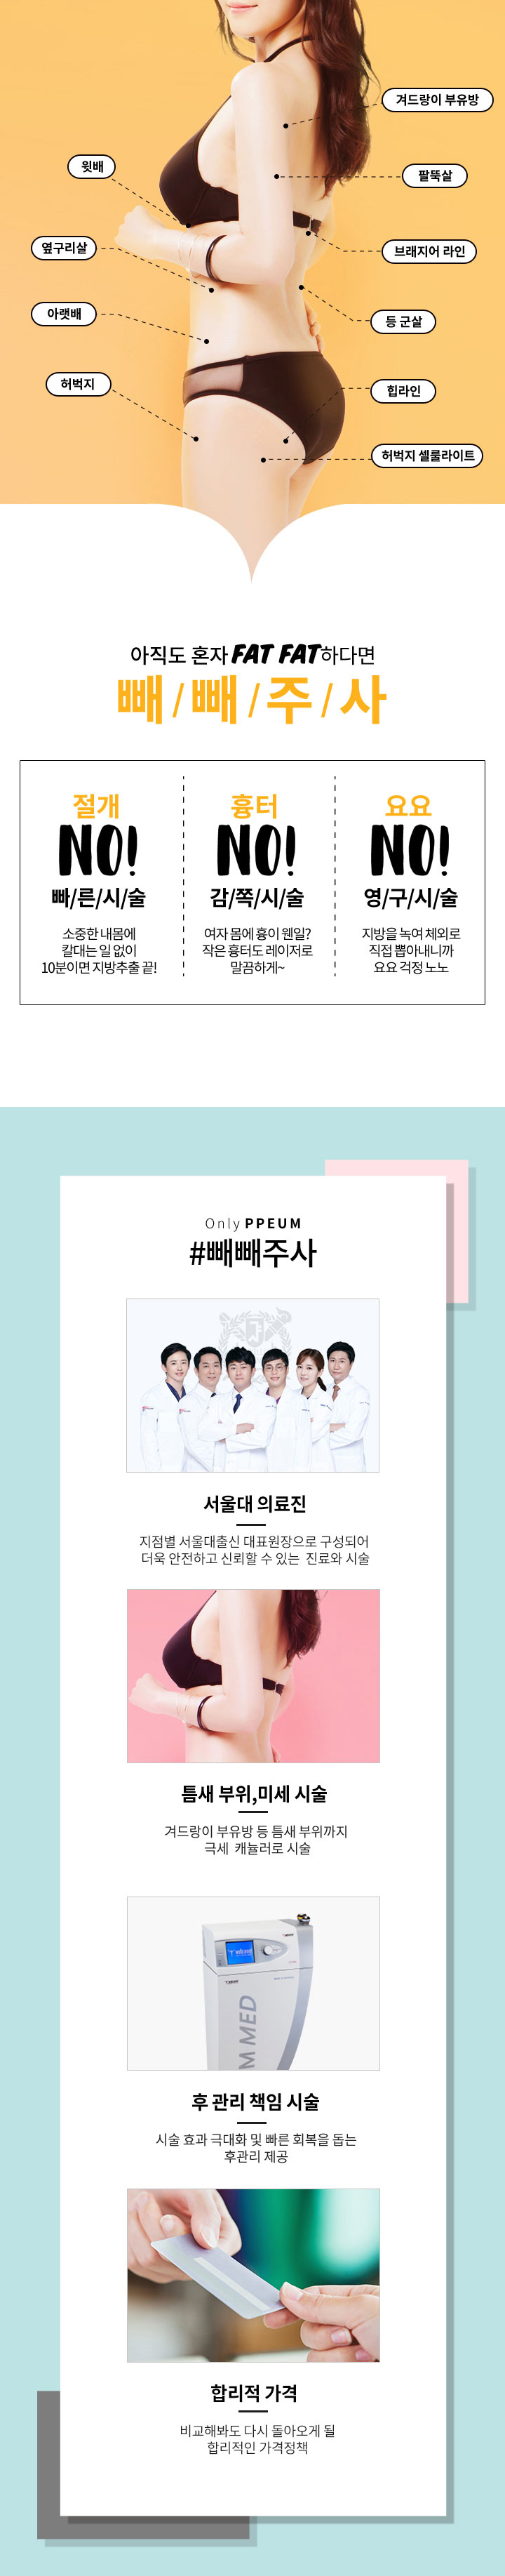 겨드랑이 부유방
윗배
팔뚝살
옆구리살
브래지어 라인
아랫배
등 군살
허벅지
힙라인
허벅지 셀룰라이트
아직도 혼자 FAT FAT하다면
빼/빼/주/사
절개
NO!
빠/른/시/술
소중한 내몸에
칼대는 일 없이
10분이면 지방추출 끝!
흉터
NO!
감/쪽/시/술
여자 몸에 흉이 웬일?
작은 흉터도 레이저로
말끔하게~
요요
NO!
영/구/시/술
지방을 녹여 체외로
직접 뽑아내니까
요요 걱정 노노
Only PPEUM
#빼빼주사
서울대 의료진
지점별 서울대출신 대표원장으로 구성되어
더욱 안전하고 신뢰할 수 있는 진료와 시술
틈새 부위,미세 시술
겨드랑이 부유방 등 틈새 부위까지
극세 캐뉼러로 시술
M MED
후 관리 책임 시술
시술 효과 극대화 및 빠른 회복을 돕는
후관리 제공
합리적 가격
비교해봐도 다시 돌아오게 될
합리적인 가격정책